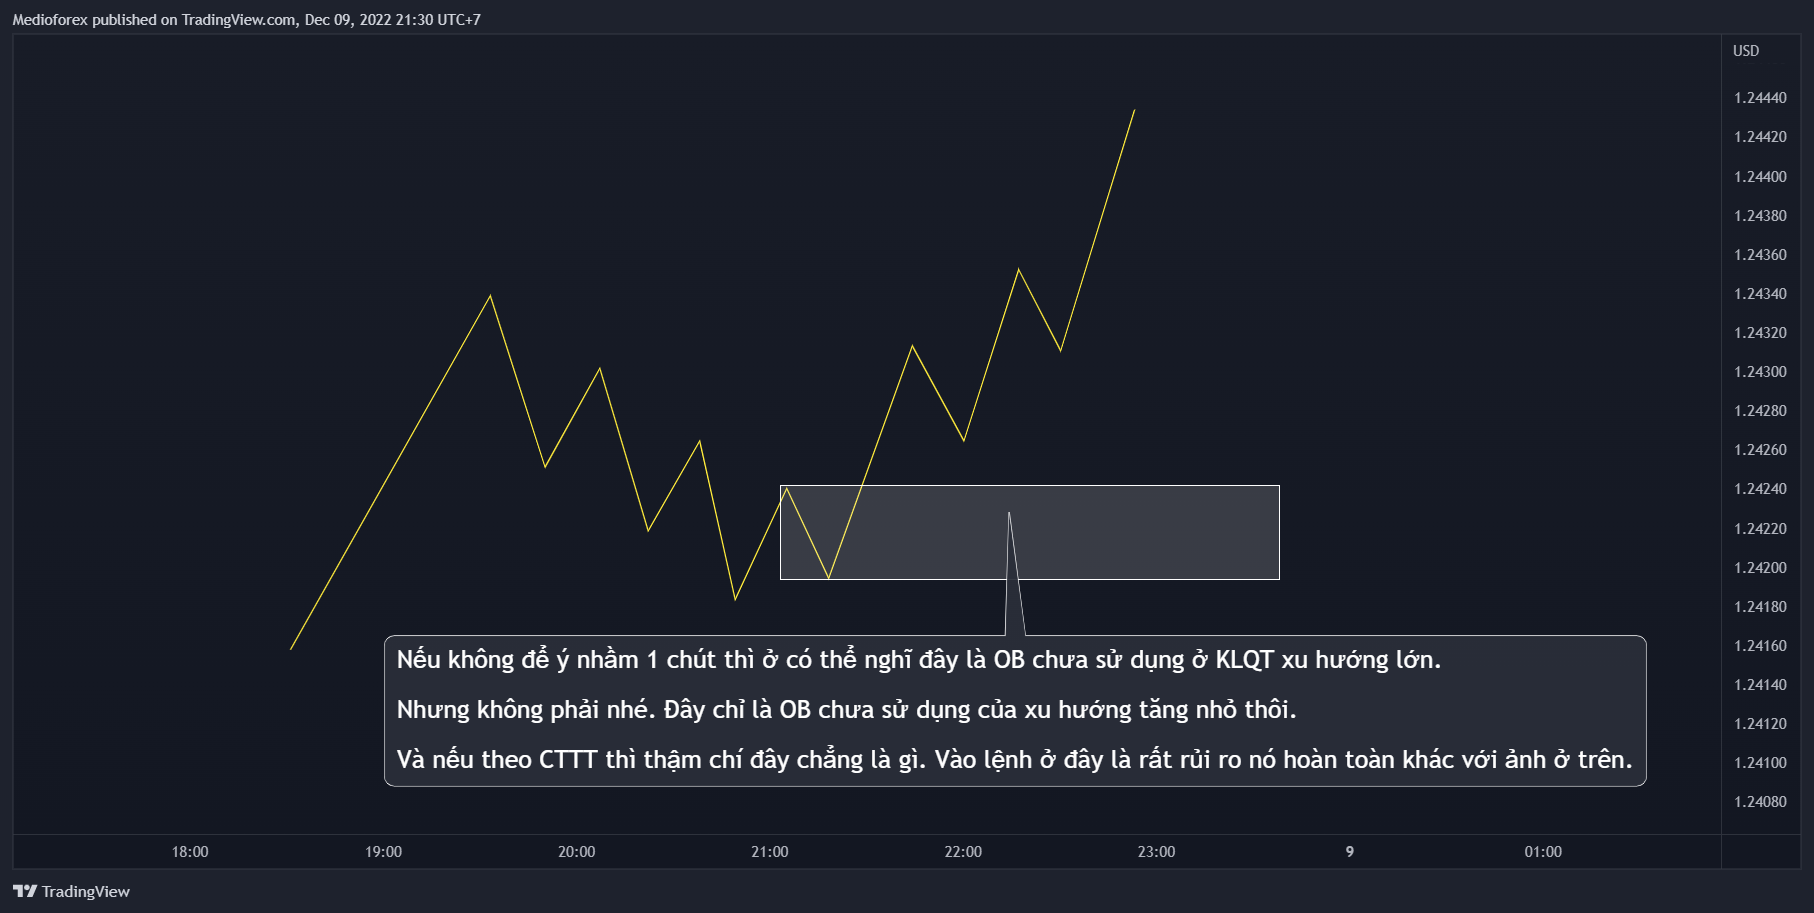 Medioforex published on TradingView.com, Dec 09, 2022 21:30 UTC+7
USD
1.24440
1.24420
1.24400
1.24380
1.24360
1.24340
1.24320
1.24300
1.24280
1.24260
1.24240
1.24220
1.24200
1.24180
1.24160
1.24140
1.24120
1.24100
1.24080
Nếu không để ý nhầm 1 chút thì ở có thể nghĩ đây là OB chưa sử dụng ở KLQT xu hướng lớn.
Nhưng không phải nhé. Đây chỉ là OB chưa sử dụng của xu hướng tăng nhỏ thôi.
Và nếu theo CTTT thì thậm chí đây chẳng là gì. Vào lệnh ở đây là rất rủi ro nó hoàn toàn khác với ảnh ở trên.
18:00 19:00 20:00 21:00 22:00 23:00 9 01:00
TradingView